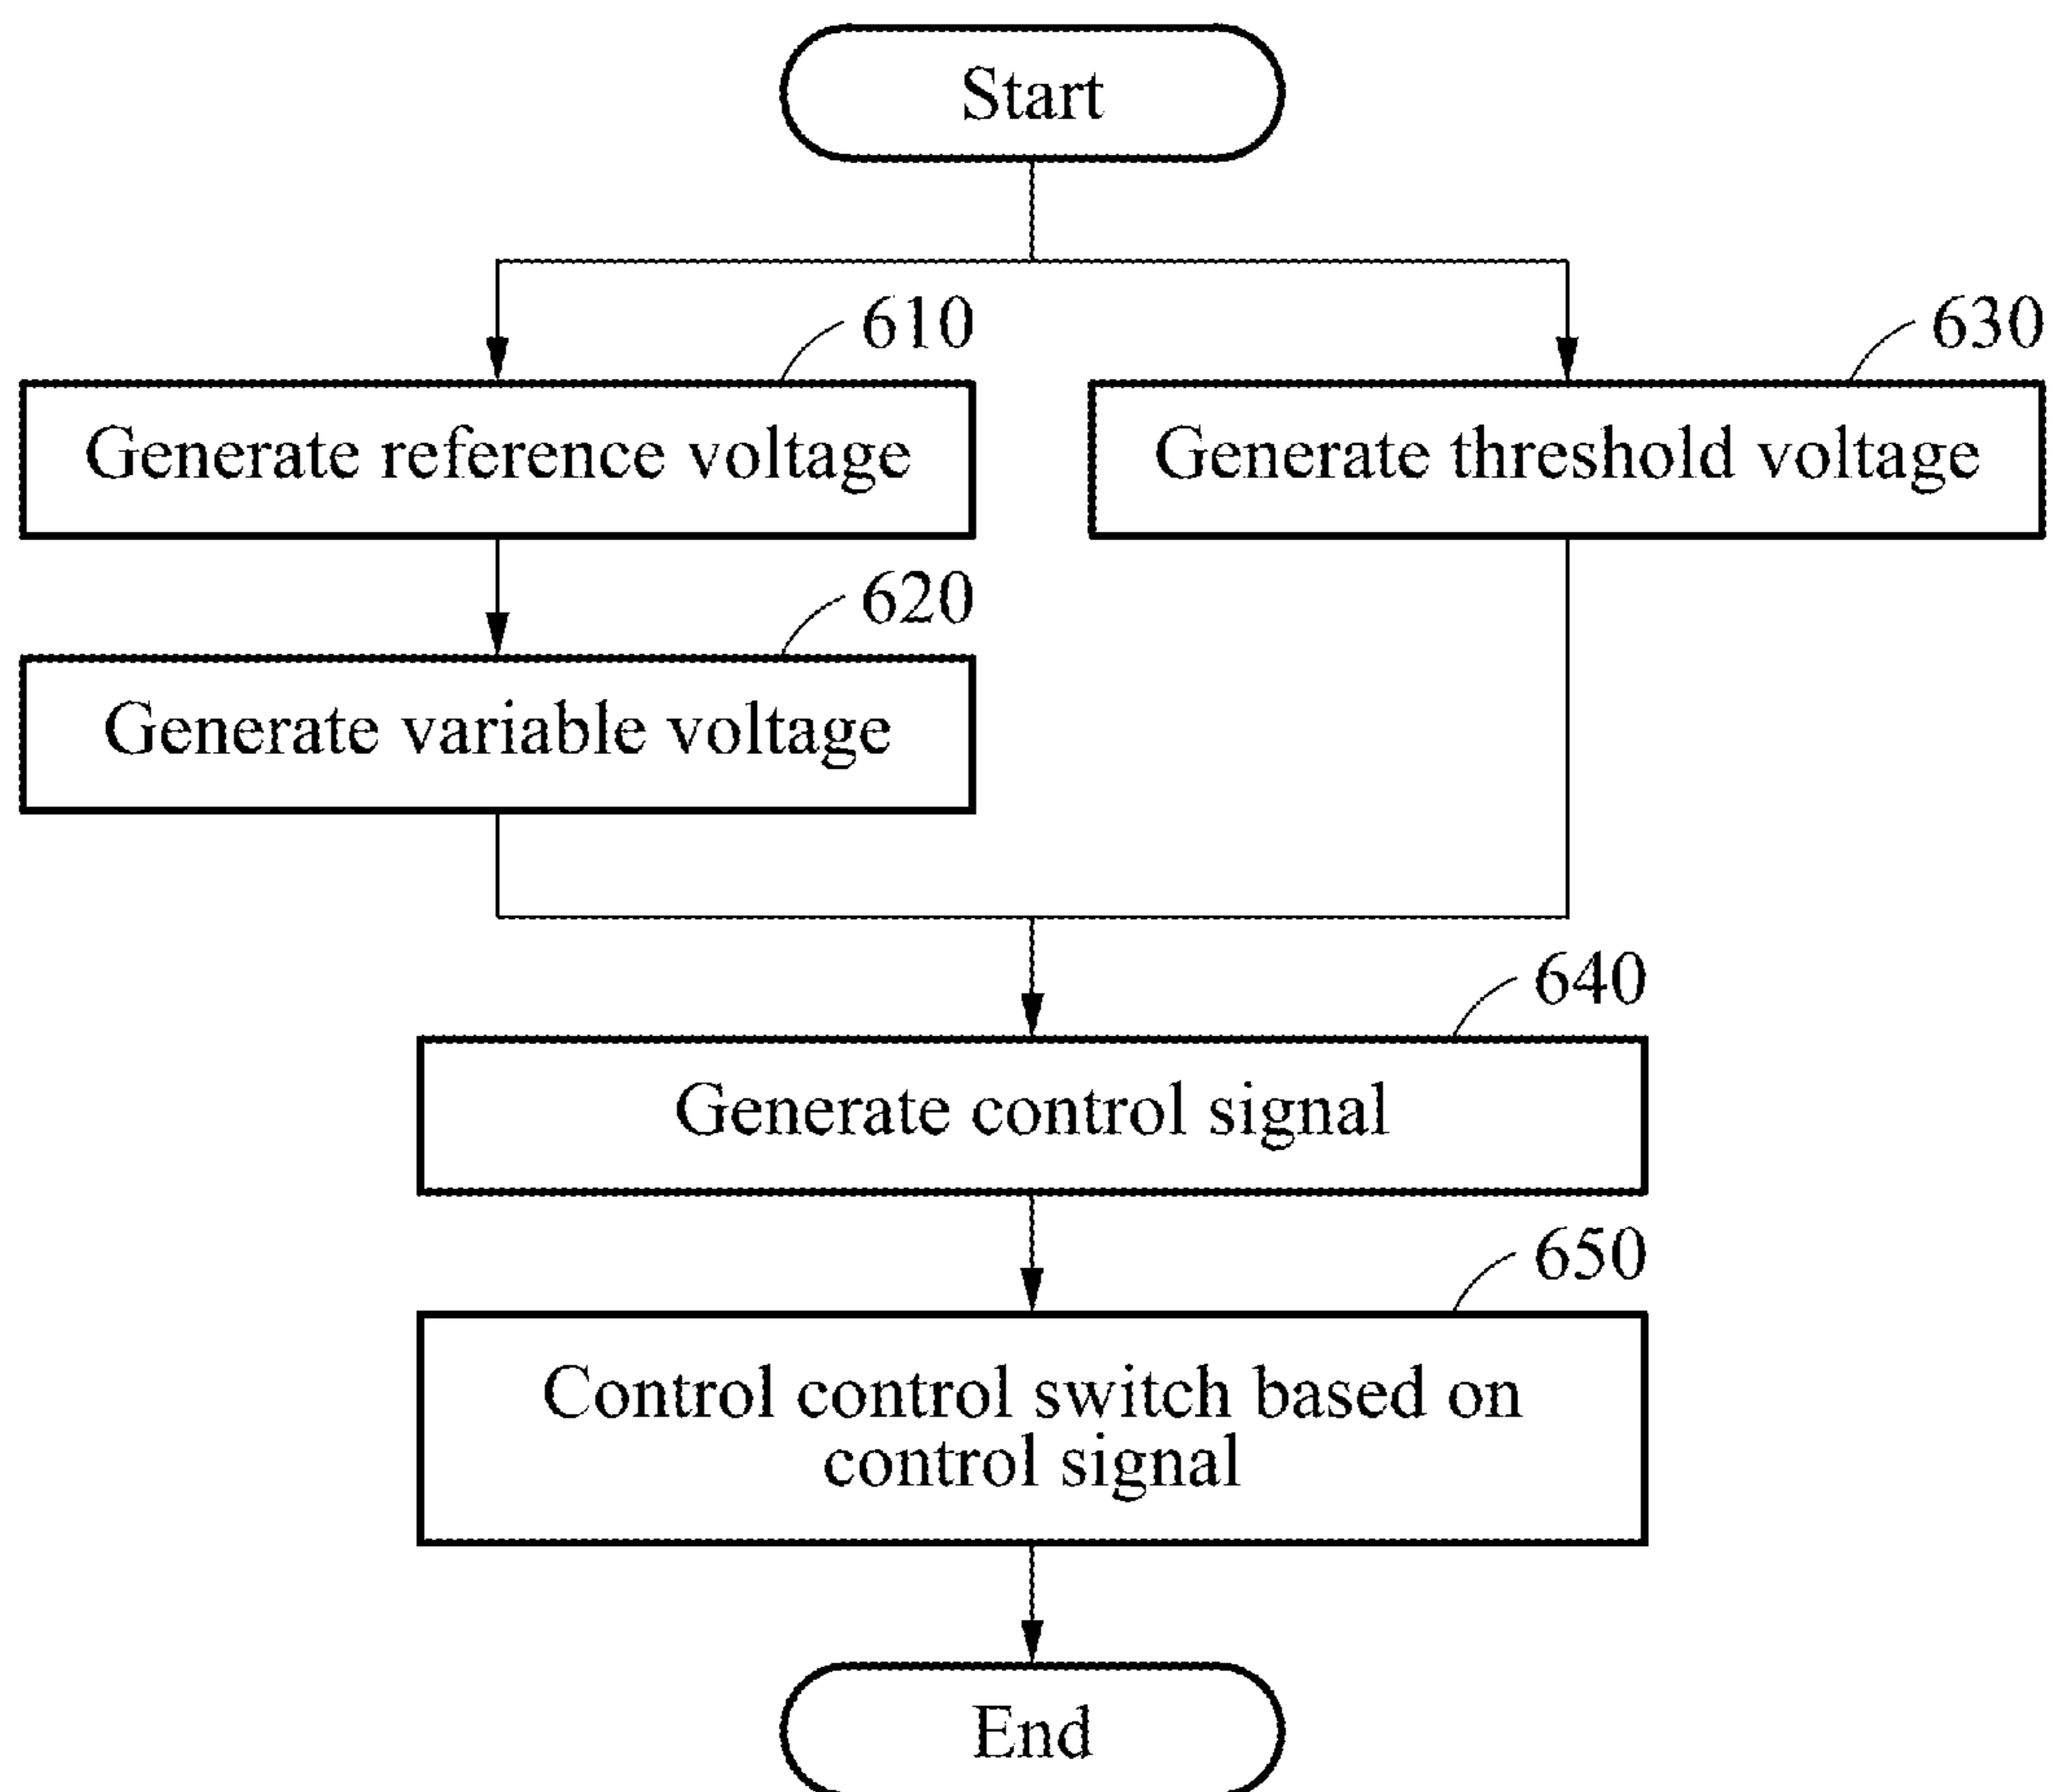 Start
610
630
Generate reference voltage
Generate threshold voltage
620
Generate variable voltage
640
Generate control signal
650
Control control switch based on
control signal
End